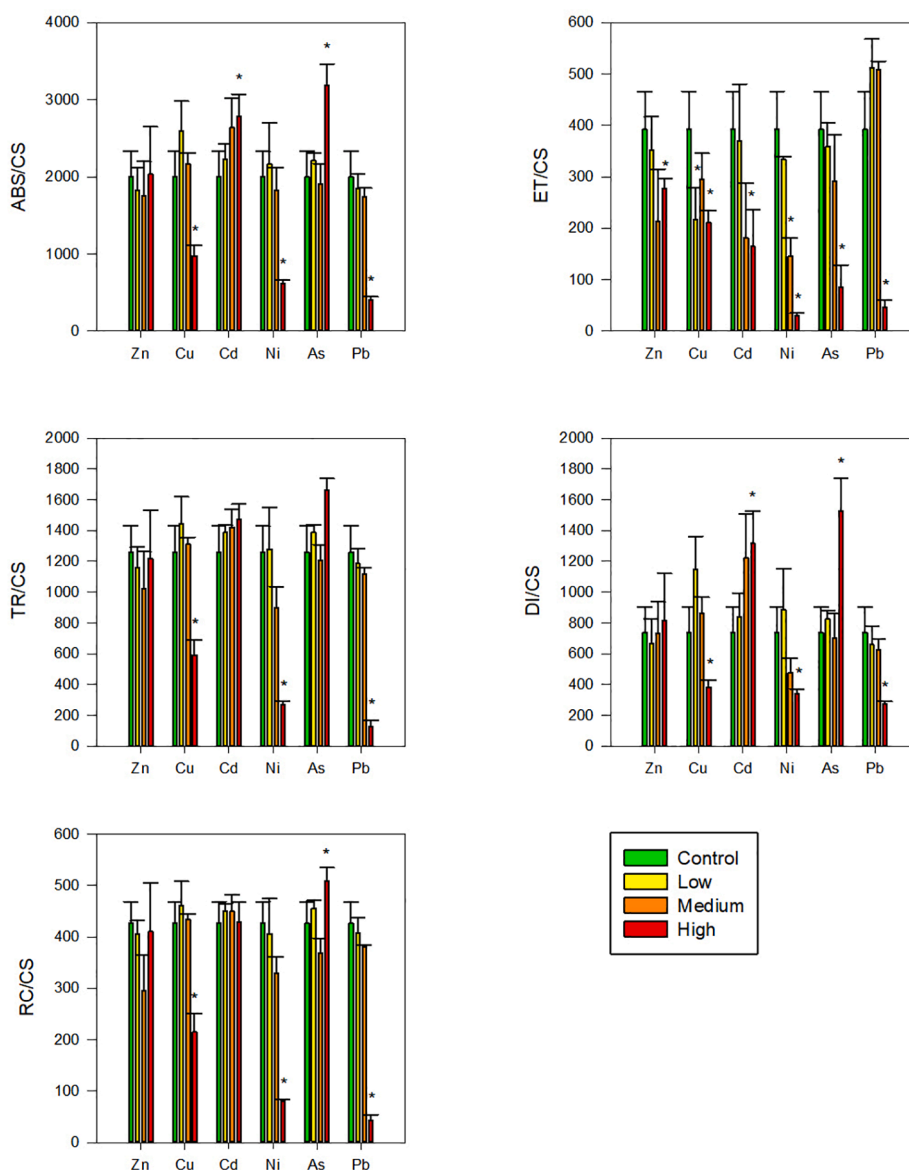 ABS/CS
4000
3000
2000
1000
0
* * * * * *
Zn Cu Cd Ni As Pb
ET/CS
600
500
400
300
200
100
0
* * * * * * * * *
Zn Cu Cd Ni As Pb
TR/CS
2000
1800
1600
1400
1200
1000
800
600
400
200
0
* * *
Zn Cu Cd Ni As Pb
DI/CS
2000
1800
1600
1400
1200
1000
800
600
400
200
0
* * * * * *
Zn Cu Cd Ni As Pb
RC/CS
600
500
400
300
200
100
0
* * * *
Zn Cu Cd Ni As Pb
Control
Low
Medium
High